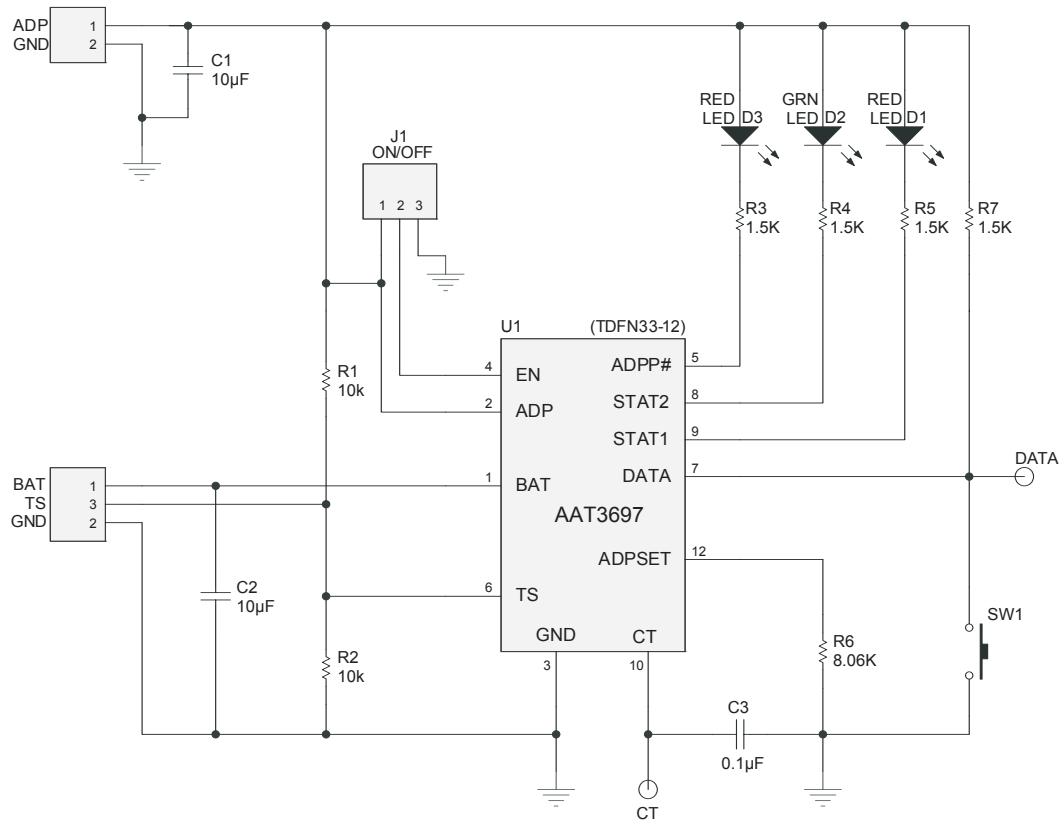 ADP 1
GND 2
C1
10µF
J1
ON/OFF
1 2 3
RED
LED D3
GRN
LED D2
RED
LED D1
R3
1.5K
R4
1.5K
R5
1.5K
R7
1.5K
U1 (TDFN33-12)
4 EN
2 ADP
1 BAT
6 TS
ADPP# 5
STAT2 8
STAT1 9
DATA 7
ADPSET 12
AAT3697
GND
3
CT
10
R1
10k
BAT 1
TS 3
GND 2
C2
10µF
R2
10k
DATA
R6
8.06K
SW1
C3
0.1µF
CT